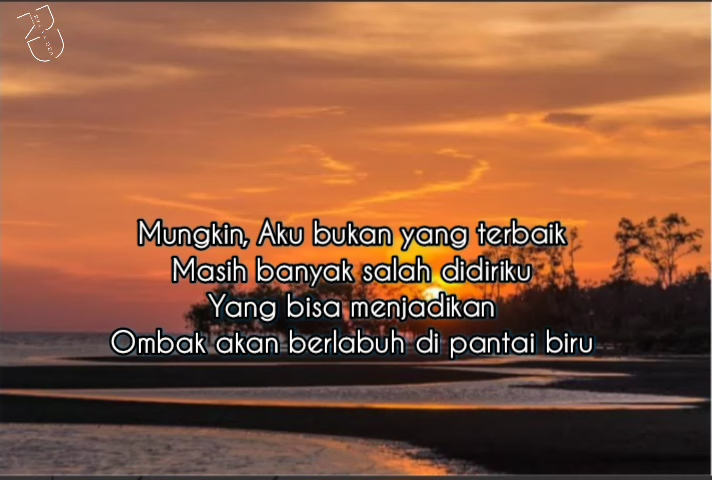 Mungkin, Aku bukan yang terbaik
Masih banyak salah didiriku
Yang bisa menjadikan
Ombak akan berlabuh di pantai biru